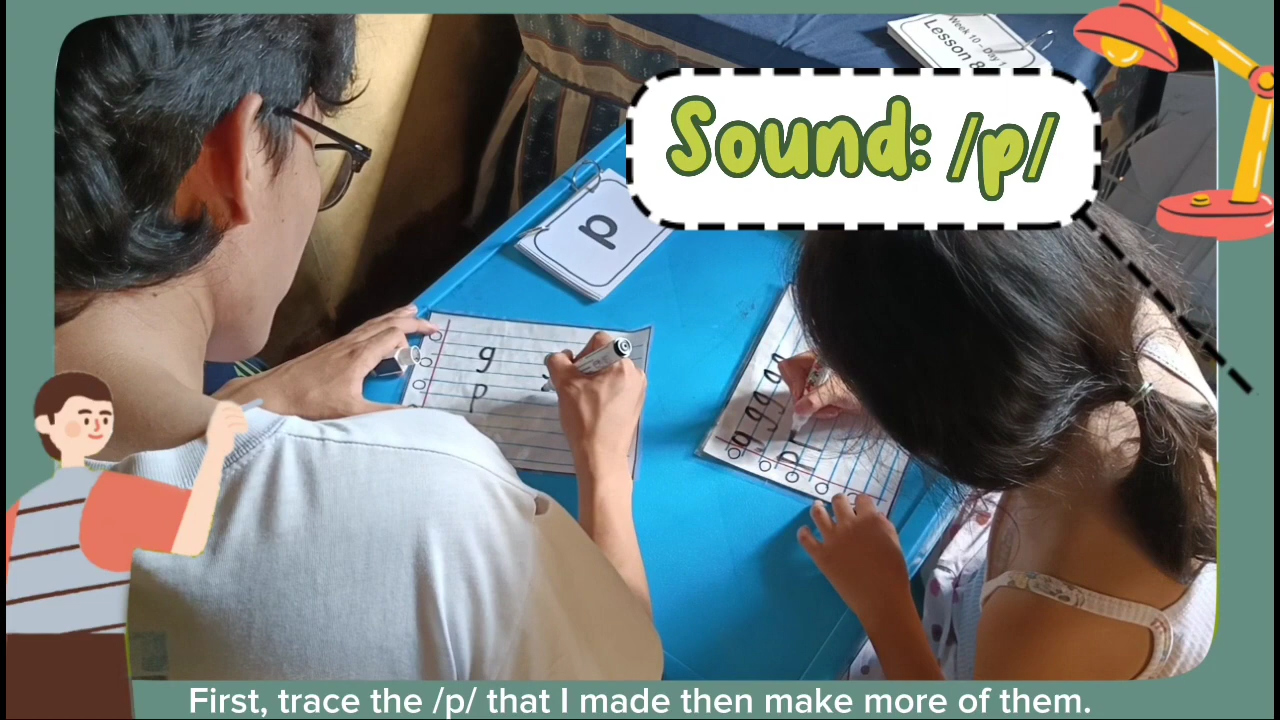 Week 10 - Day 1
Lesson 8
Sound: /p/
p
g
p
g g g g
p
First, trace the /p/ that I made then make more of them.